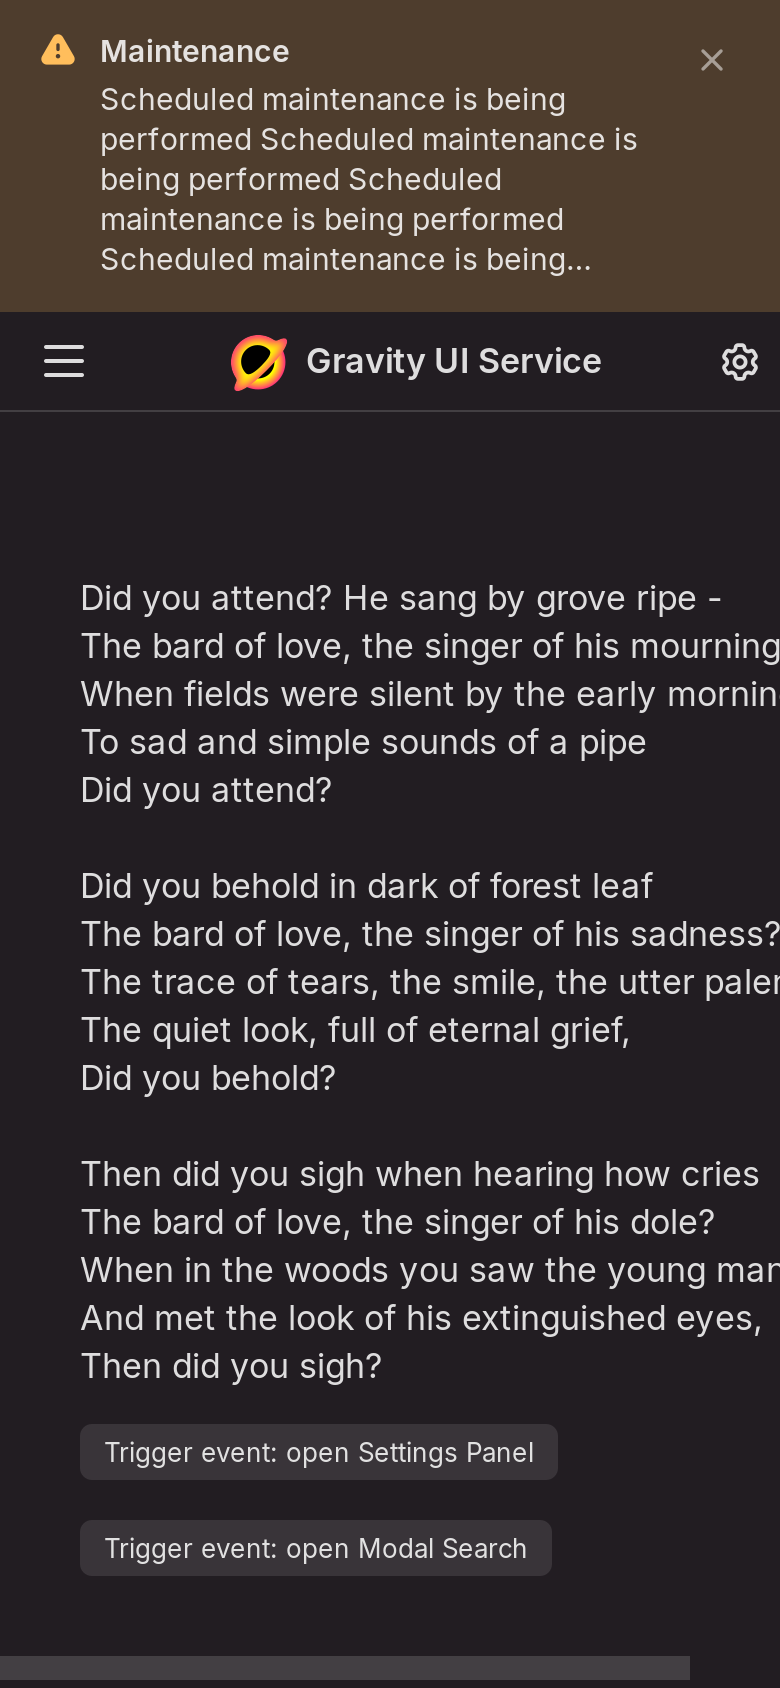 Maintenance
Scheduled maintenance is being
performed Scheduled maintenance is
being performed Scheduled
maintenance is being performed
Scheduled maintenance is being...
Gravity UI Service
Did you attend? He sang by grove ripe -
The bard of love, the singer of his mourning
When fields were silent by the early
To sad and simple sounds of a pipe
Did you attend?
Did you behold in dark of forest leaf
The bard of love, the singer of his sadness?
The trace of tears, the smile, the utter
The quiet look, full of eternal grief,
Did you behold?
Then did you sigh when hearing how cries
The bard of love, the singer of his dole?
When in the woods you saw the young man
And met the look of his extinguished eyes,
Then did you sigh?
Trigger event: open Settings Panel
Trigger event: open Modal Search